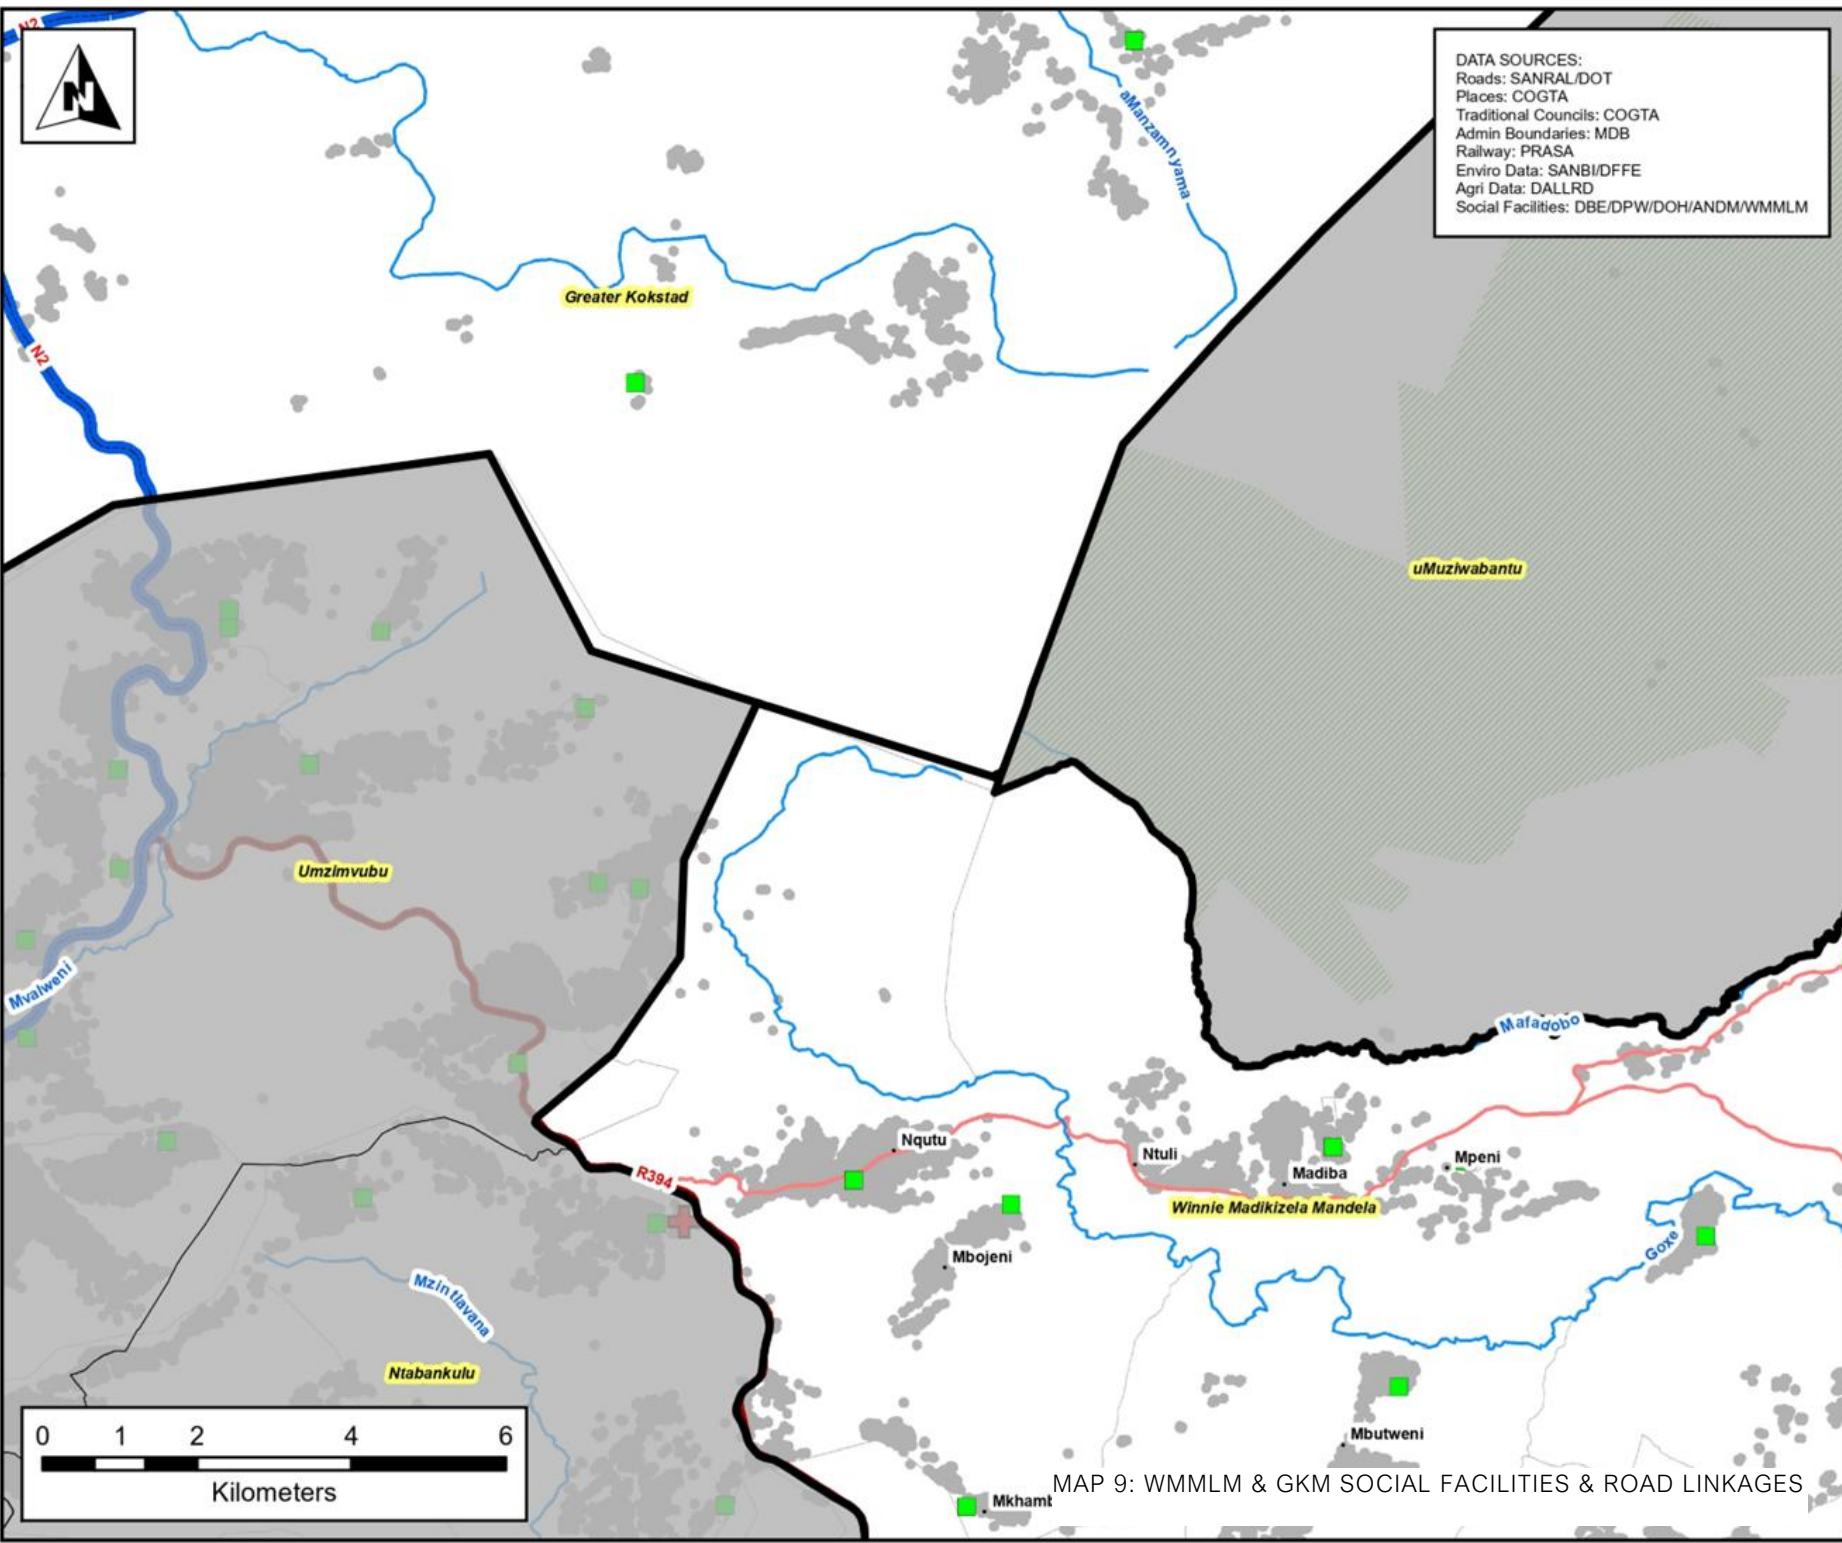 N2
N
DATA SOURCES:
Roads: SANRAL/DOT
Places: COGTA
Traditional Councils: COGTA
Admin Boundaries: MDB
Railway: PRASA
Enviro Data: SANBI/DFFE
Agri Data: DALLRD
Social Facilities: DBE/DPW/DOH/ANDM/WMMLM
aManzamnyama
Greater Kokstad
N2
uMuziwabantu
Umzimvubu
Mvalweni
Mafadobo
Nqutu
Ntuli
Mpeni
R394
Madiba
Winnie Madikizela Mandela
Mbojeni
Goxe
Mzintlavana
Ntabankulu
0 1 2 4 6
Kilometers
Mbutweni
MAP 9: WMMLM & GKM SOCIAL FACILITIES & ROAD LINKAGES